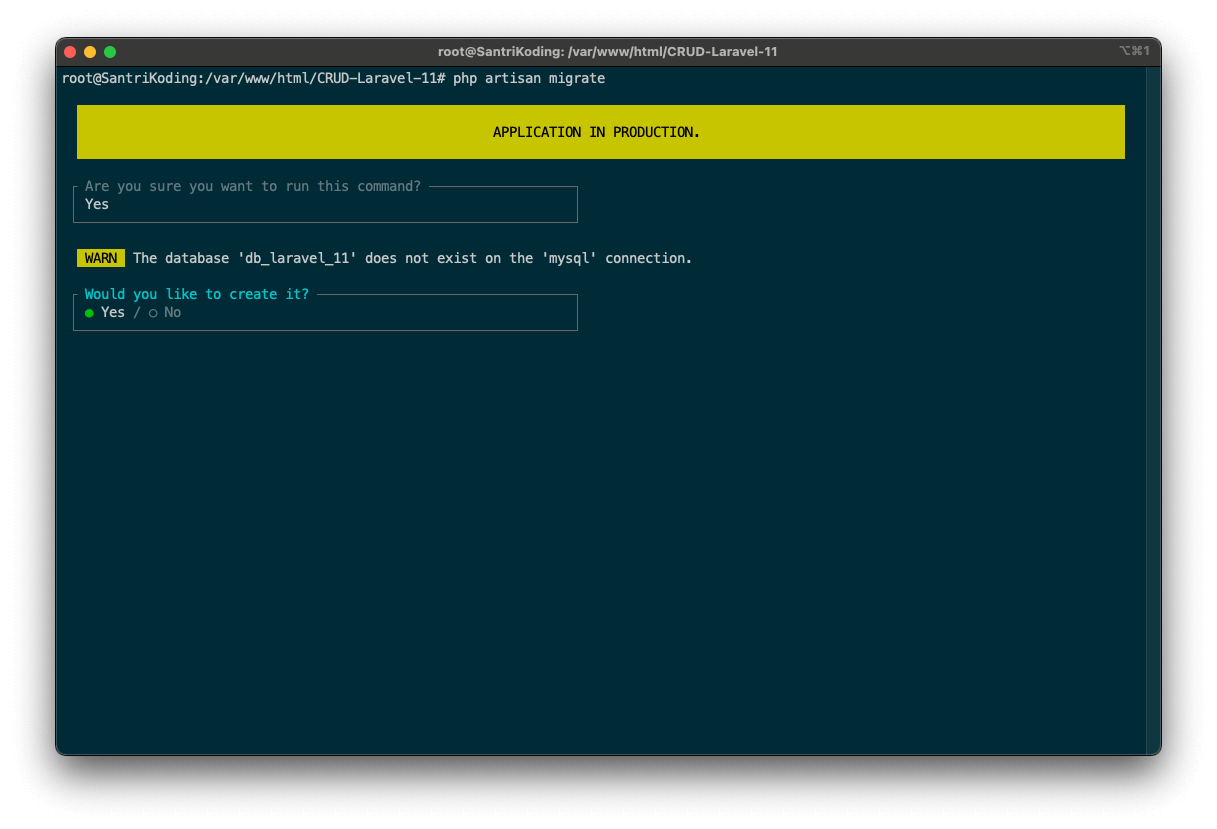 root@SantriKoding: /var/www/html/CRUD-Laravel-11
⌥⌘1
root@SantriKoding:/var/www/html/CRUD-Laravel-11# php artisan migrate
APPLICATION IN PRODUCTION.
Are you sure you want to run this command?
Yes
WARN The database 'db_laravel_11' does not exist on the 'mysql' connection.
Would you like to create it?
● Yes / ○ No